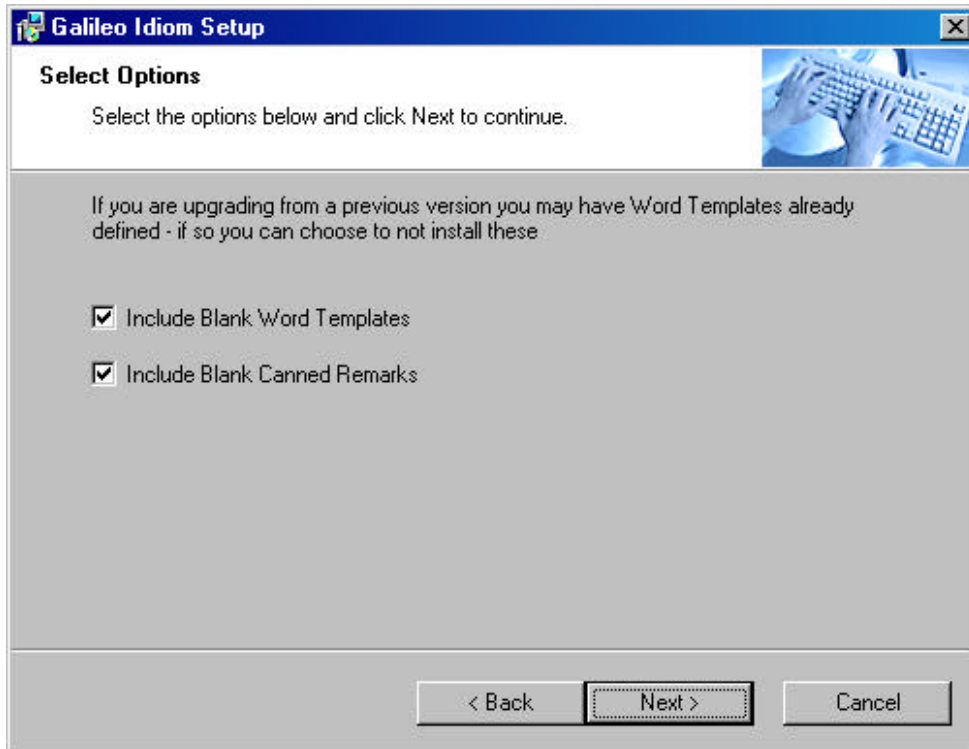 Galileo Idiom Setup
Select Options
Select the options below and click Next to continue.
If you are upgrading from a previous version you may have Word Templates already
defined - if so you can choose to not install these
Include Blank Word Templates
Include Blank Canned Remarks
< Back
Next >
Cancel